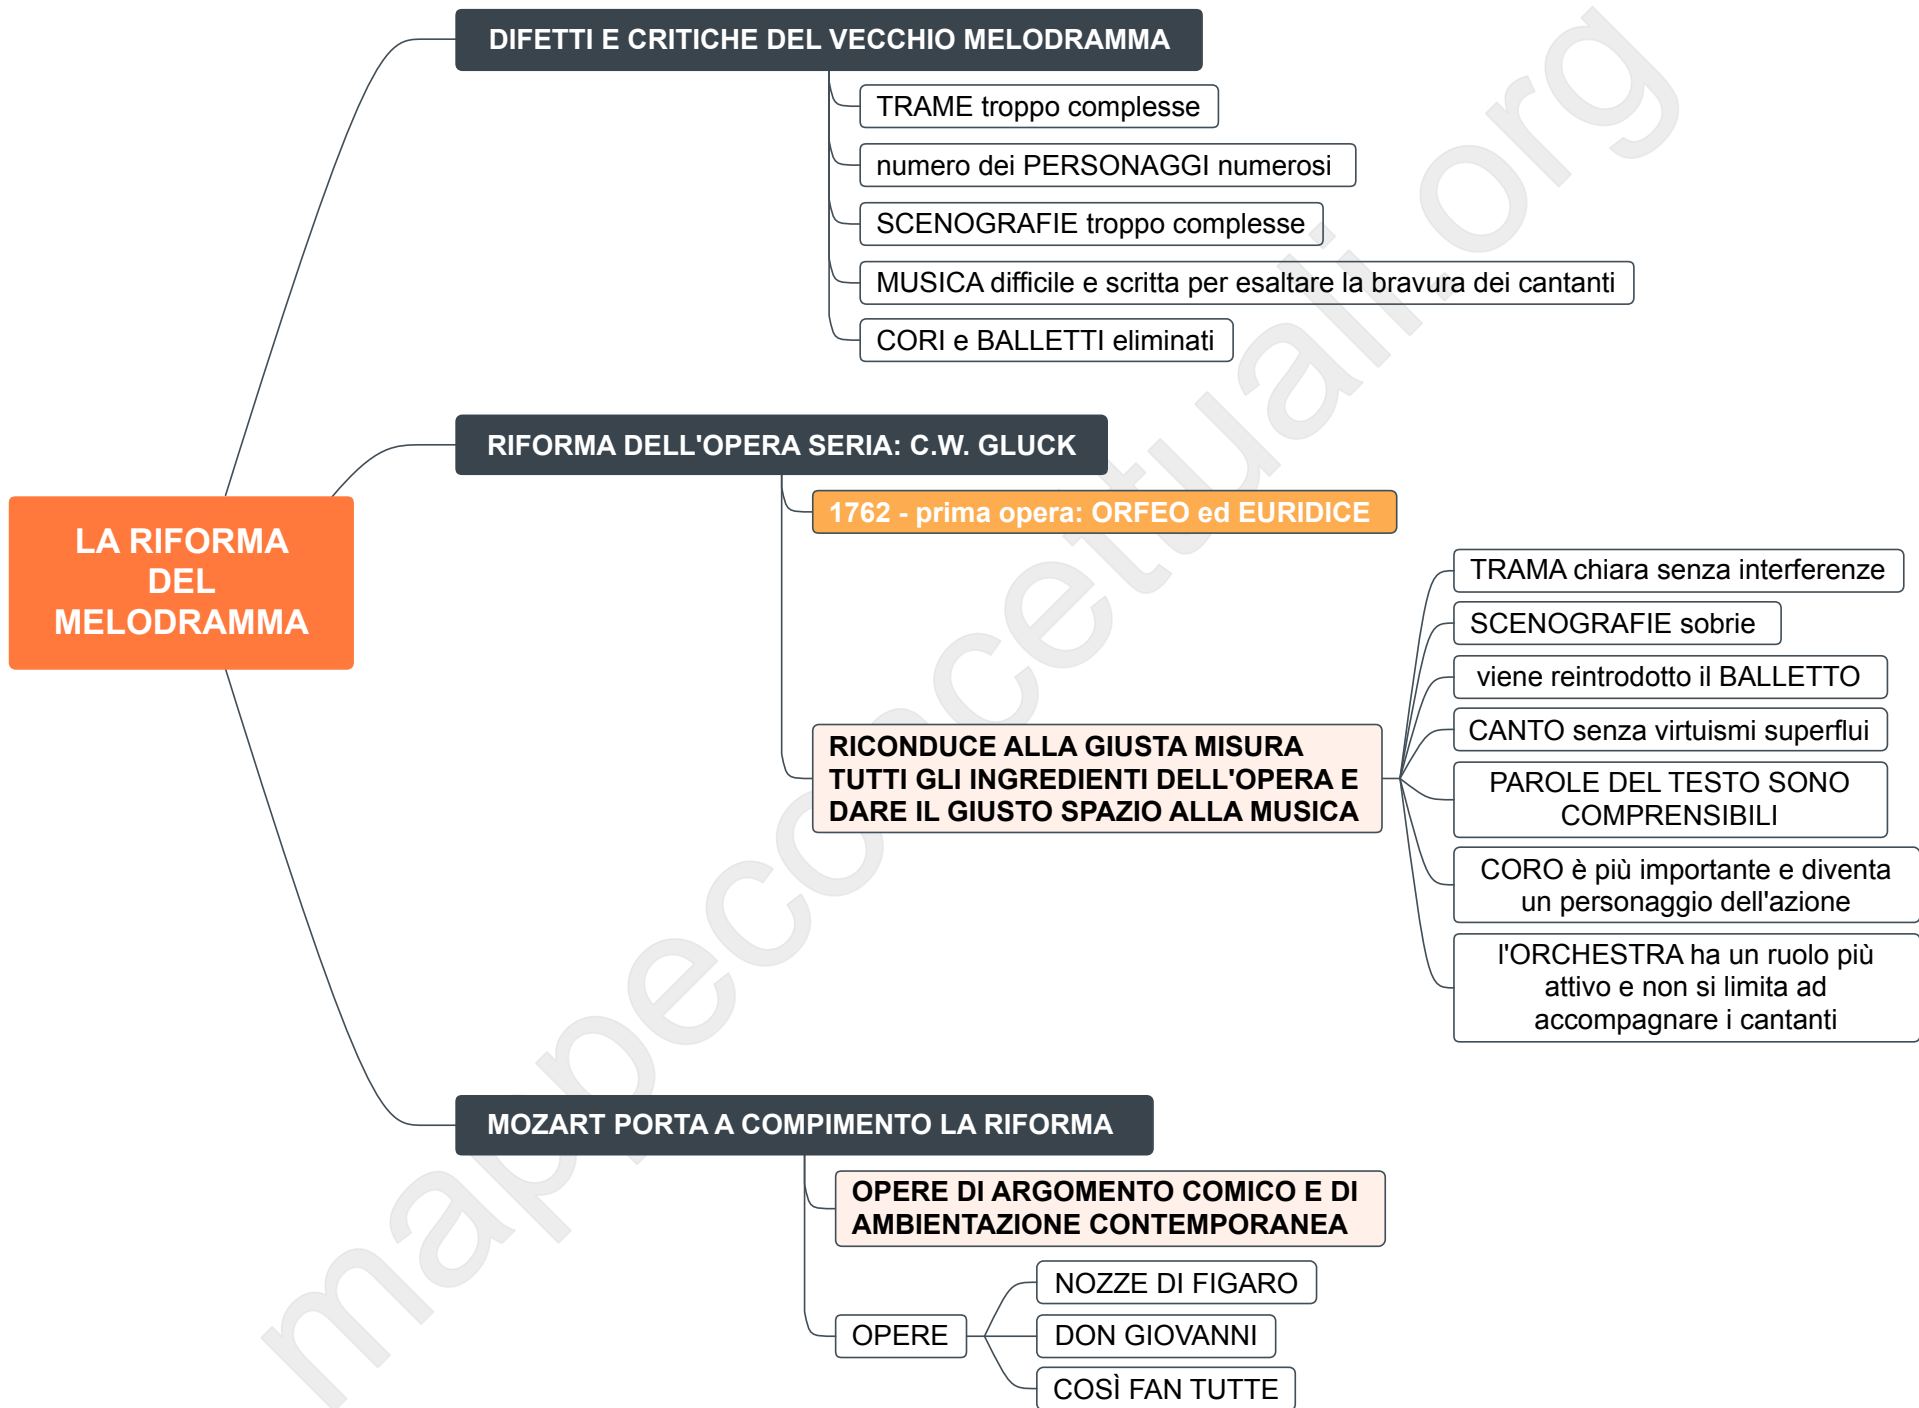 DIFETTI E CRITICHE DEL VECCHIO MELODRAMMA
TRAME troppo complesse
numero dei PERSONAGGI numerosi
SCENOGRAFIE troppo complesse
MUSICA difficile e scritta per esaltare la bravura dei cantanti
CORI e BALLETTI eliminati
RIFORMA DELL'OPERA SERIA: C.W. GLUCK
1762 - prima opera: ORFEO ed EURIDICE
LA RIFORMA
DEL
MELODRAMMA
RICONDUCE ALLA GIUSTA MISURA
TUTTI GLI INGREDIENTI DELL'OPERA E
DARE IL GIUSTO SPAZIO ALLA MUSICA
TRAMA chiara senza interferenze
SCENOGRAFIE sobrie
viene reintrodotto il BALLETTO
CANTO senza virtuismi superflui
PAROLE DEL TESTO SONO
COMPRENSIBILI
CORO è più importante e diventa
un personaggio dell'azione
l'ORCHESTRA ha un ruolo più
attivo e non si limita ad
accompagnare i cantanti
MOZART PORTA A COMPIMENTO LA RIFORMA
OPERE DI ARGOMENTO COMICO E DI
AMBIENTAZIONE CONTEMPORANEA
OPERE
NOZZE DI FIGARO
DON GIOVANNI
COSÌ FAN TUTTE
mappeconcettuali.org